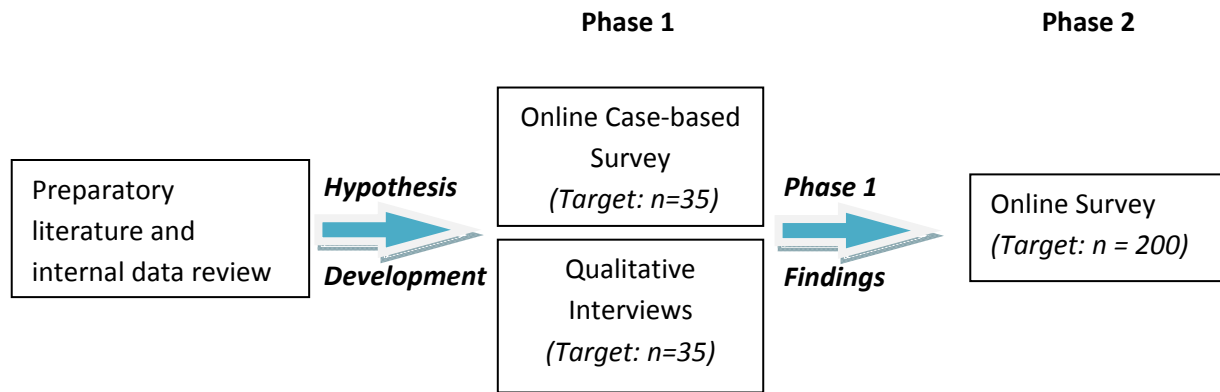 Phase 1
Phase 2
Preparatory
literature and
internal data review
Hypothesis
Development
Online Case-based
Survey
(Target: n=35)
Qualitative
Interviews
(Target: n=35)
Phase 1
Findings
Online Survey
(Target: n = 200)